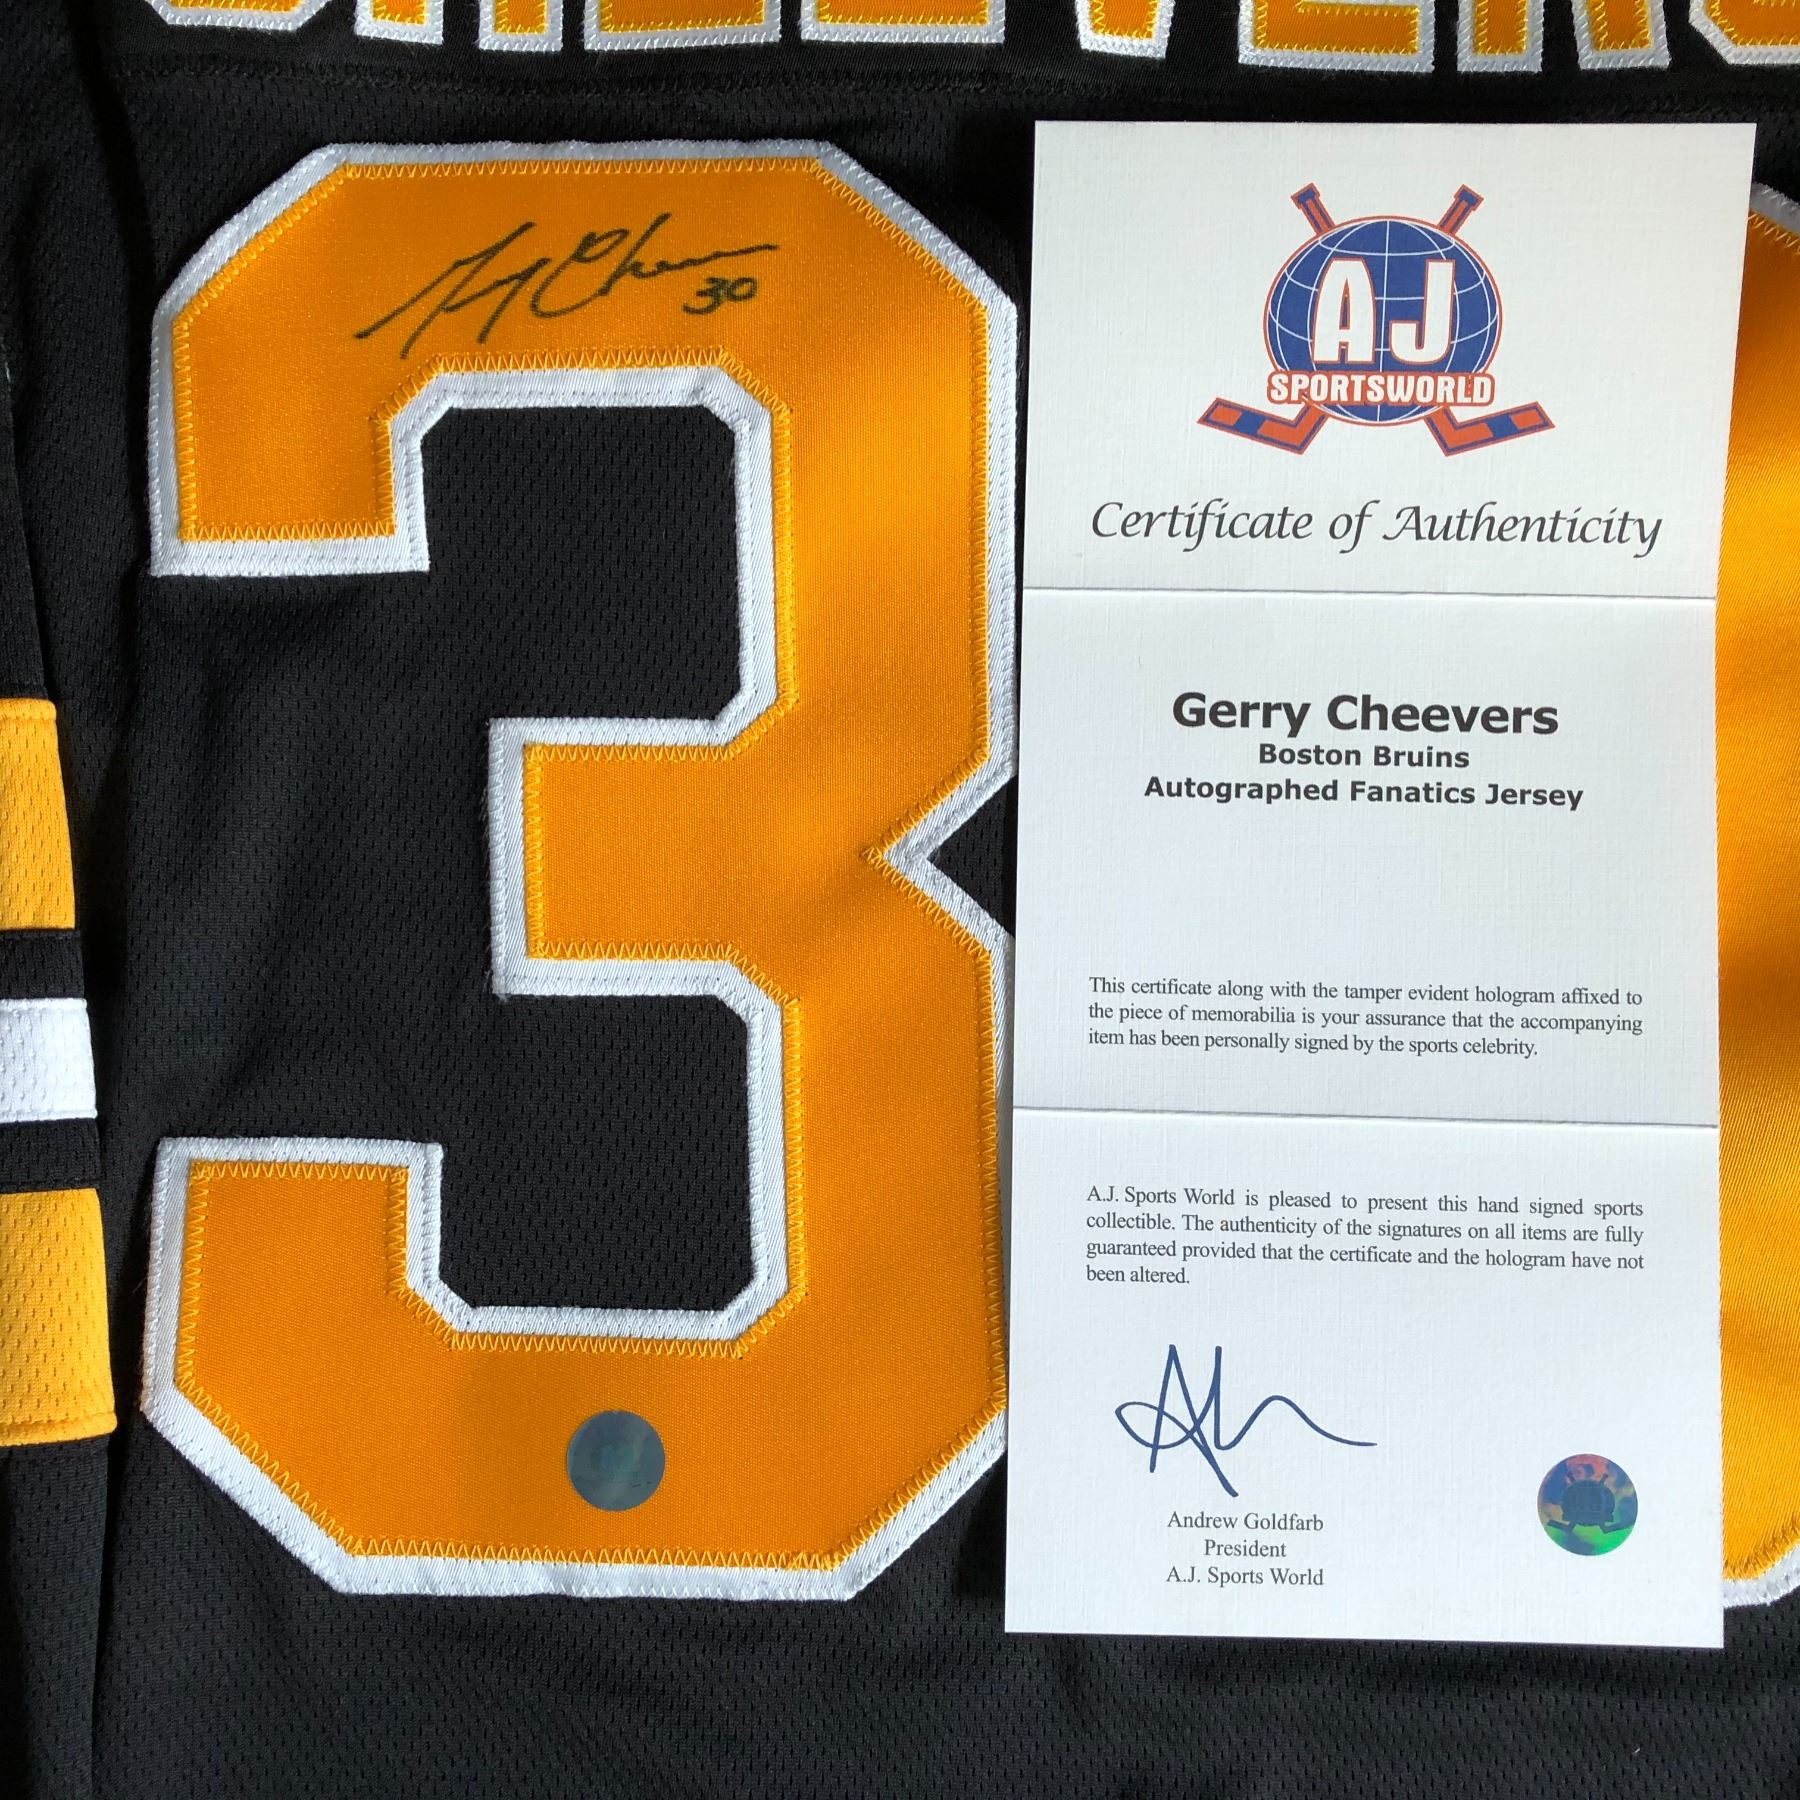 CHEEVERS
3
Gerry Cheevers
30
AJ
SPORTSWORLD
Certificate of Authenticity
Gerry Cheevers
Boston Bruins
Autographed Fanatics Jersey
This certificate along with the tamper evident hologram affixed to
the piece of memorabilia is your assurance that the accompanying
item has been personally signed by the sports celebrity.
A.J. Sports World is pleased to present this hand signed sports
collectible. The authenticity of the signatures on all items are fully
guaranteed provided that the certificate and the hologram have not
been altered.
Andrew Goldfarb
President
A.J. Sports World